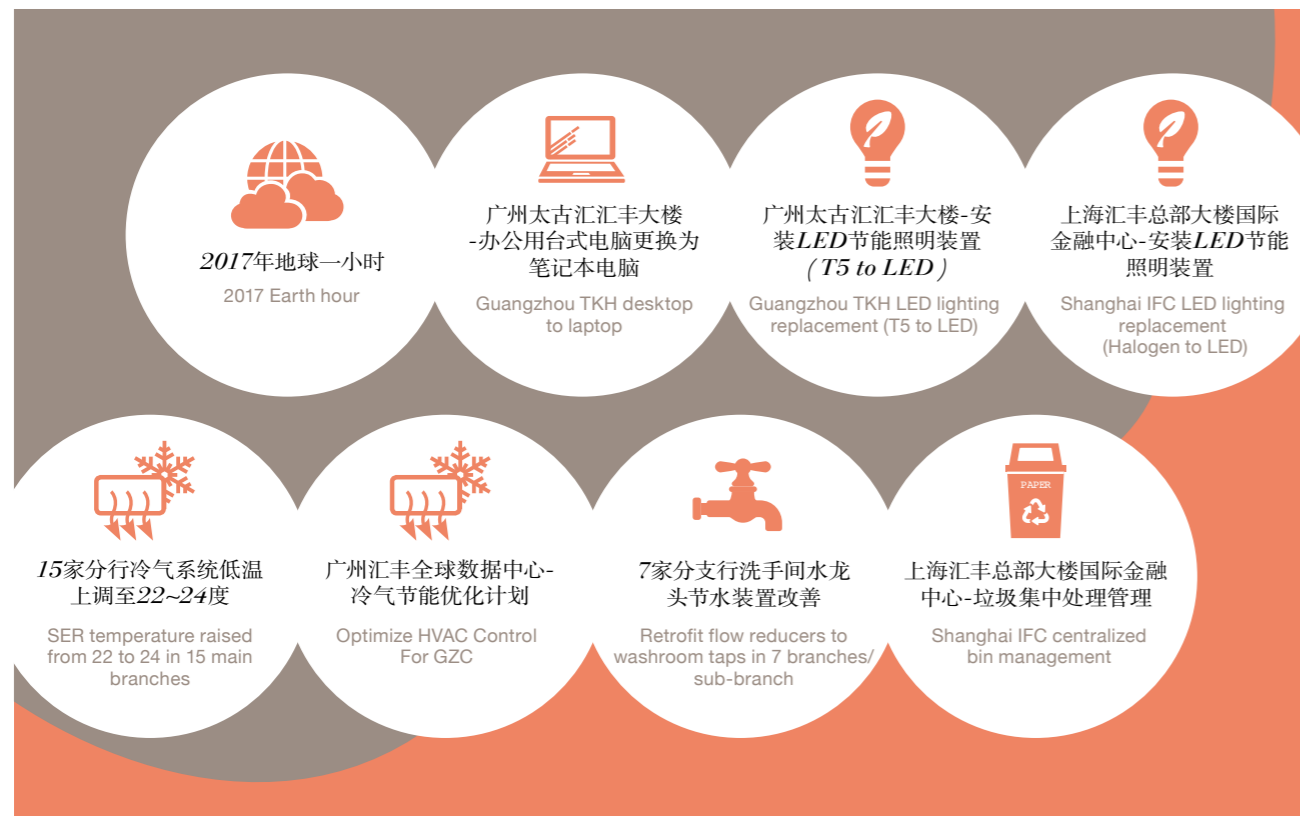 2017年地球一小时
2017 Earth hour
广州太古汇汇丰大楼
-办公用台式电脑更换为
笔记本电脑
Guangzhou TKH desktop
to laptop
广州太古汇汇丰大楼-安
装LED节能照明装置
(T5 to LED)
Guangzhou TKH LED lighting
replacement (T5 to LED)
上海汇丰总部大楼国际
金融中心-安装LED节能
照明装置
Shanghai IFC LED lighting
replacement
(Halogen to LED)
15家分行冷气系统低温
上调至22~24度
SER temperature raised
from 22 to 24 in 15 main
branches
广州汇丰全球数据中心-
冷气节能优化计划
Optimize HVAC Control
For GZC
7家分支行洗手间水龙
头节水装置改善
Retrofit flow reducers to
washroom taps in 7 branches/
sub-branch
PAPER
上海汇丰总部大楼国际金融
中心-垃圾集中处理管理
Shanghai IFC centralized
bin management